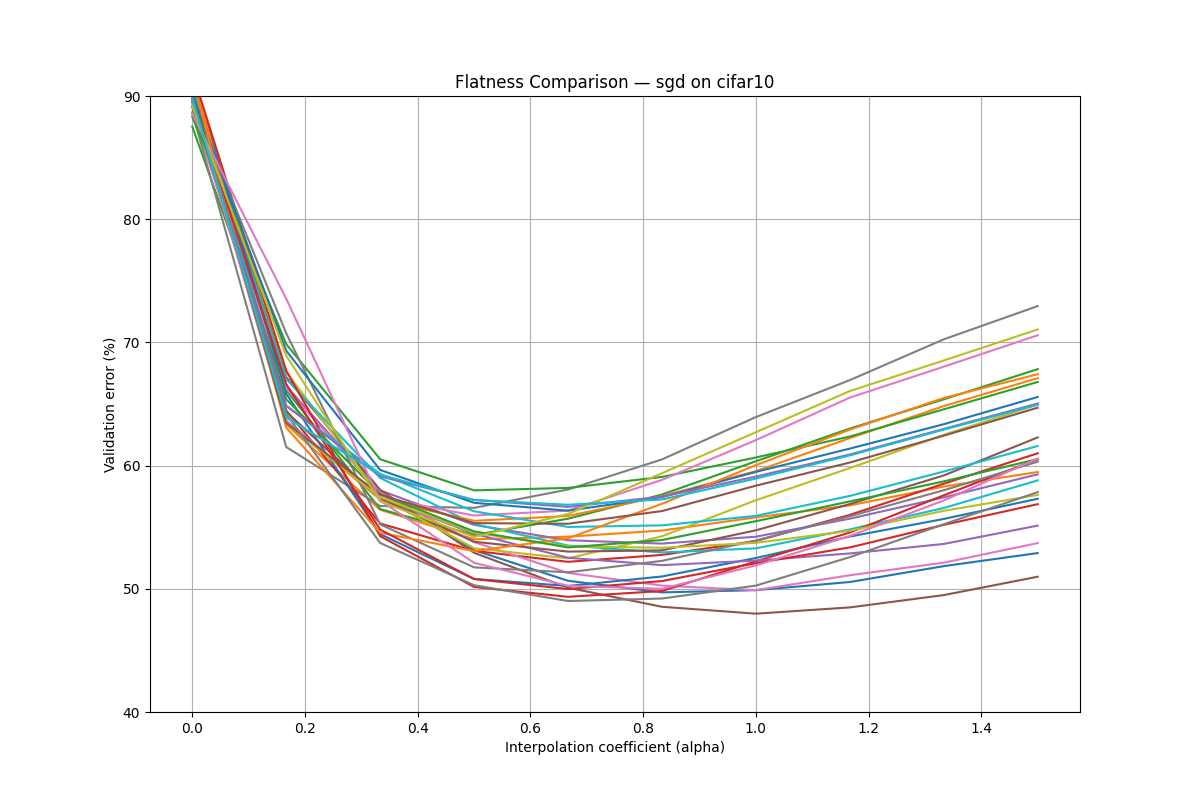 Flatness Comparison — sgd on cifar10
90
80
70
60
50
40
Validation error (%)
0.0 0.2 0.4 0.6 0.8 1.0 1.2 1.4
Interpolation coefficient (alpha)